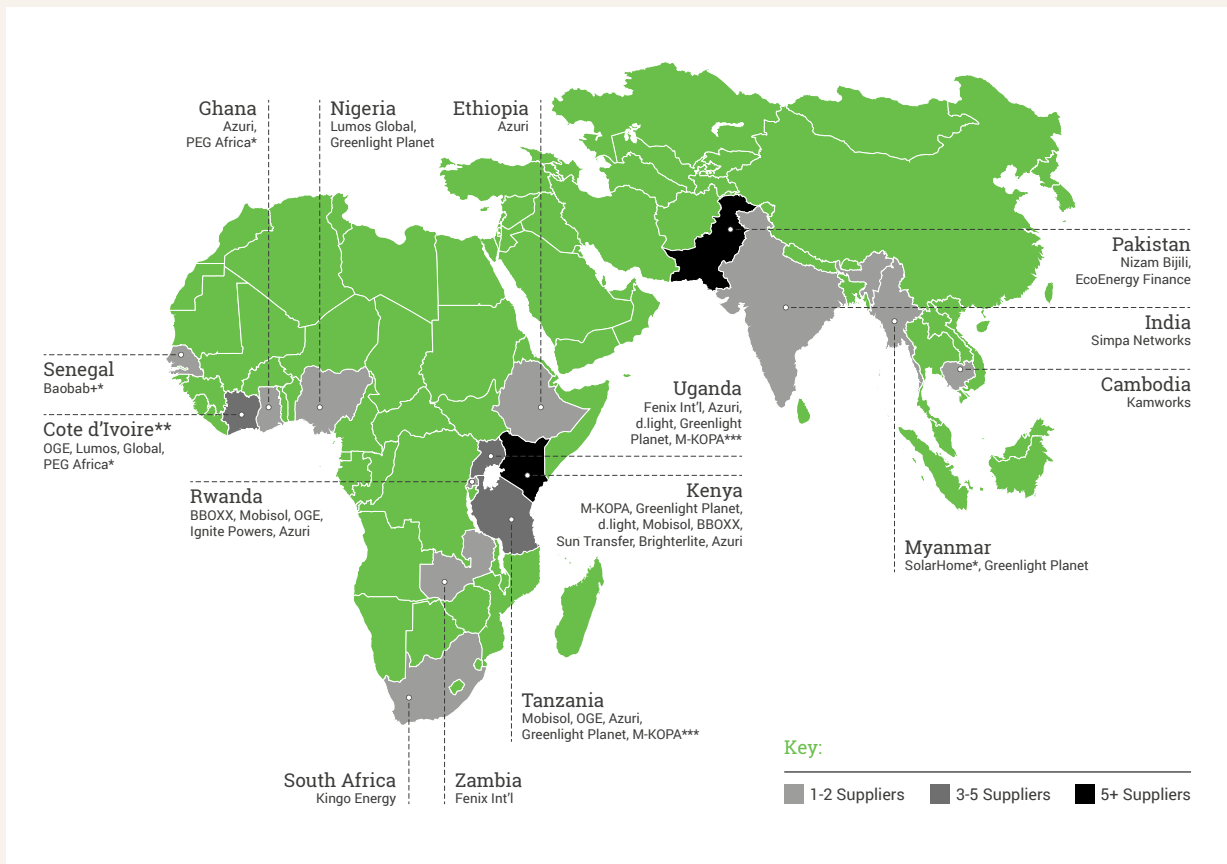 Ghana
Azuri,
PEG Africa*
Nigeria
Lumos Global,
Greenlight Planet
Ethiopia
Azuri
Pakistan
Nizam Bijili,
EcoEnergy Finance
India
Simpa Networks
Cambodia
Kamworks
Senegal
Baobab+*
Cote d’Ivoire**
OGE, Lumos, Global,
PEG Africa*
Uganda
Fenix Int’l, Azuri,
d.light, Greenlight
Planet, M-KOPA***
Rwanda
BBOXX, Mobisol, OGE,
Ignite Powers, Azuri
Kenya
M-KOPA, Greenlight Planet,
d.light, Mobisol, BBOXX,
Sun Transfer, Brighterlite, Azuri
Myanmar
SolarHome*, Greenlight Planet
Tanzania
Mobisol, OGE, Azuri,
Greenlight Planet, M-KOPA***
South Africa
Kingo Energy
Zambia
Fenix Int’l
Key:
1-2 Suppliers
3-5 Suppliers
5+ Suppliers